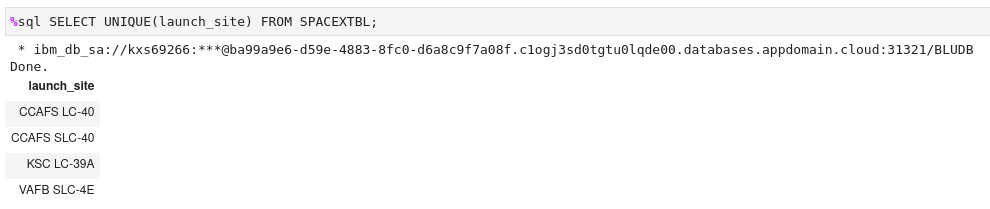 %sql SELECT UNIQUE(launch_site) FROM SPACEXTBL;
* ibm_db_sa://kxs69266:***@ba99a9e6-d59e-4883-8fc0-d6a8c9f7a08f.c1ogj3sd0tgtu0lqde00.databases.appdomain.cloud:31321/BLUDB
Done.
launch_site
CCAFS LC-40
CCAFS SLC-40
KSC LC-39A
VAFB SLC-4E